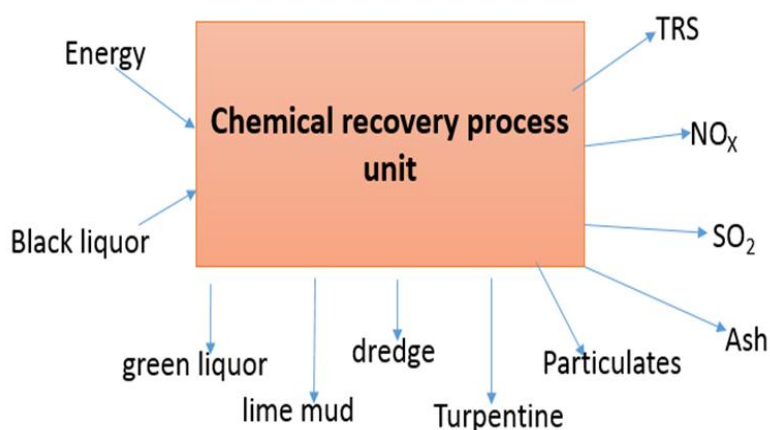 Energy
Black liquor
Chemical recovery process
unit
TRS
NOX
SO2
Ash
green liquor
lime mud
dredge
Turpentine
Particulates